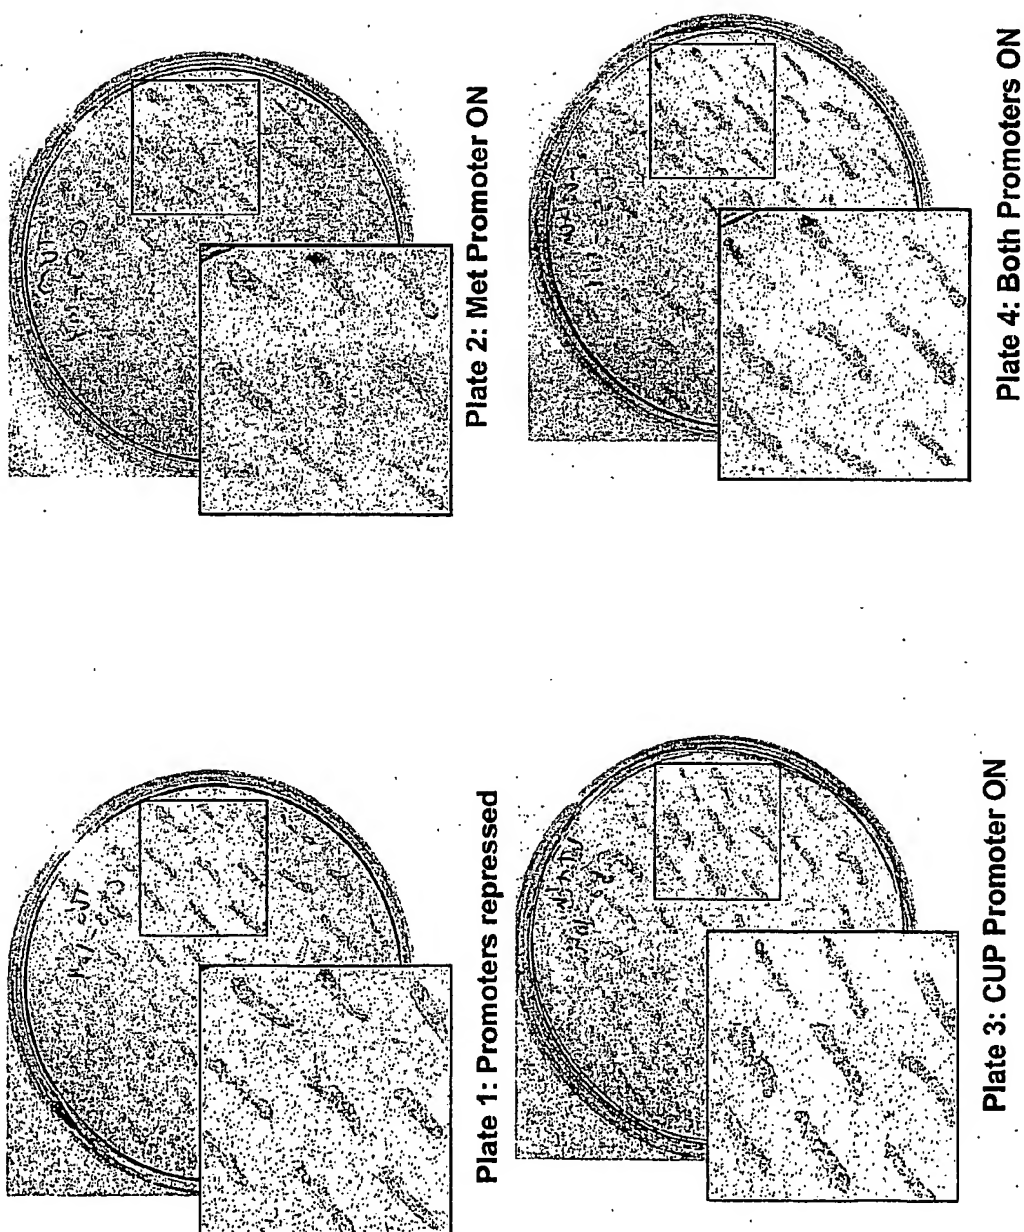 Plate 1: Promoters repressed
Plate 2: Met Promoter ON
Plate 3: CUP Promoter ON
Plate 4: Both Promoters ON